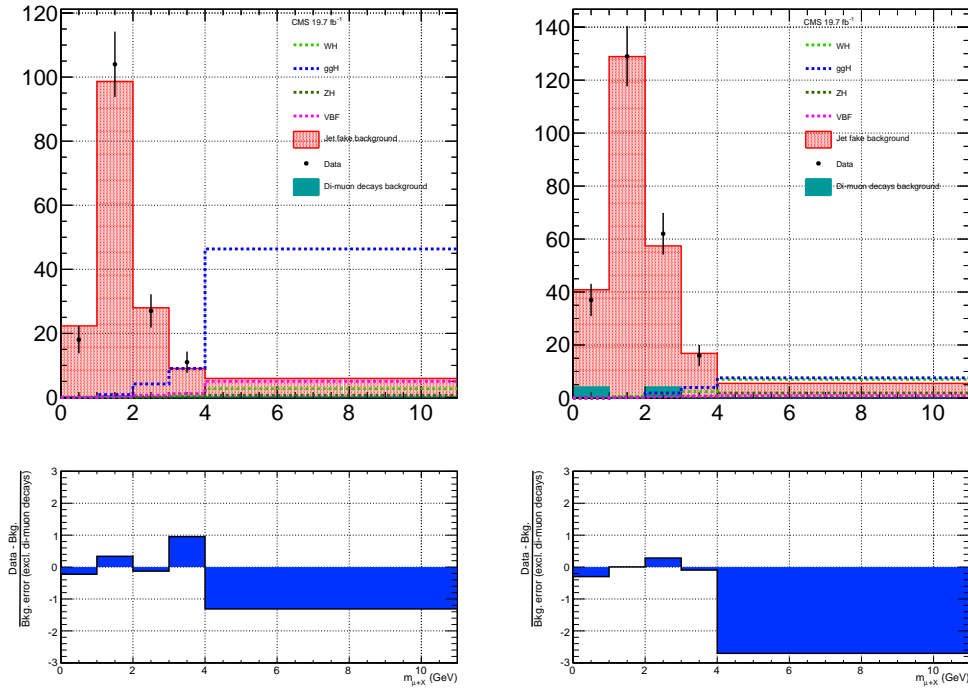 CMS 19.7 fb⁻¹
WH
ggH
ZH
VBF
Jet fake background
Data
Di-muon decays background
120
100
80
60
40
20
0
0 2 4 6 8 10
CMS 19.7 fb⁻¹
WH
ggH
ZH
VBF
Jet fake background
Data
Di-muon decays background
140
120
100
80
60
40
20
0
0 2 4 6 8 10
Data - Bkg.
Bkg. error (excl. di-muon decays)
3
2
1
0
-1
-2
-3
0 2 4 6 8 10
m_{μ+X} (GeV)
Data - Bkg.
Bkg. error (excl. di-muon decays)
3
2
1
0
-1
-2
-3
0 2 4 6 8 10
m_{μ+X} (GeV)